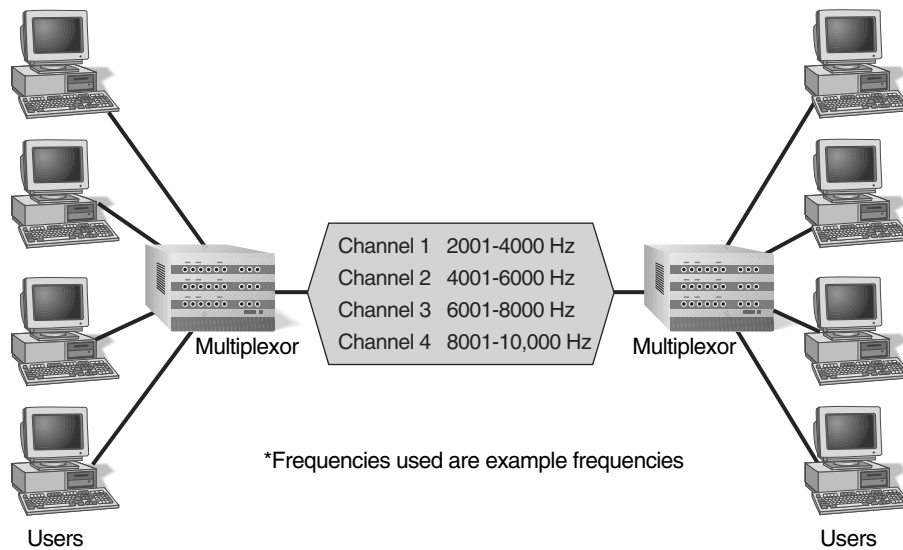 Channel 1 2001-4000 Hz
Channel 2 4001-6000 Hz
Channel 3 6001-8000 Hz
Channel 4 8001-10,000 Hz
Multiplexor
Multiplexor
*Frequencies used are example frequencies
Users
Users